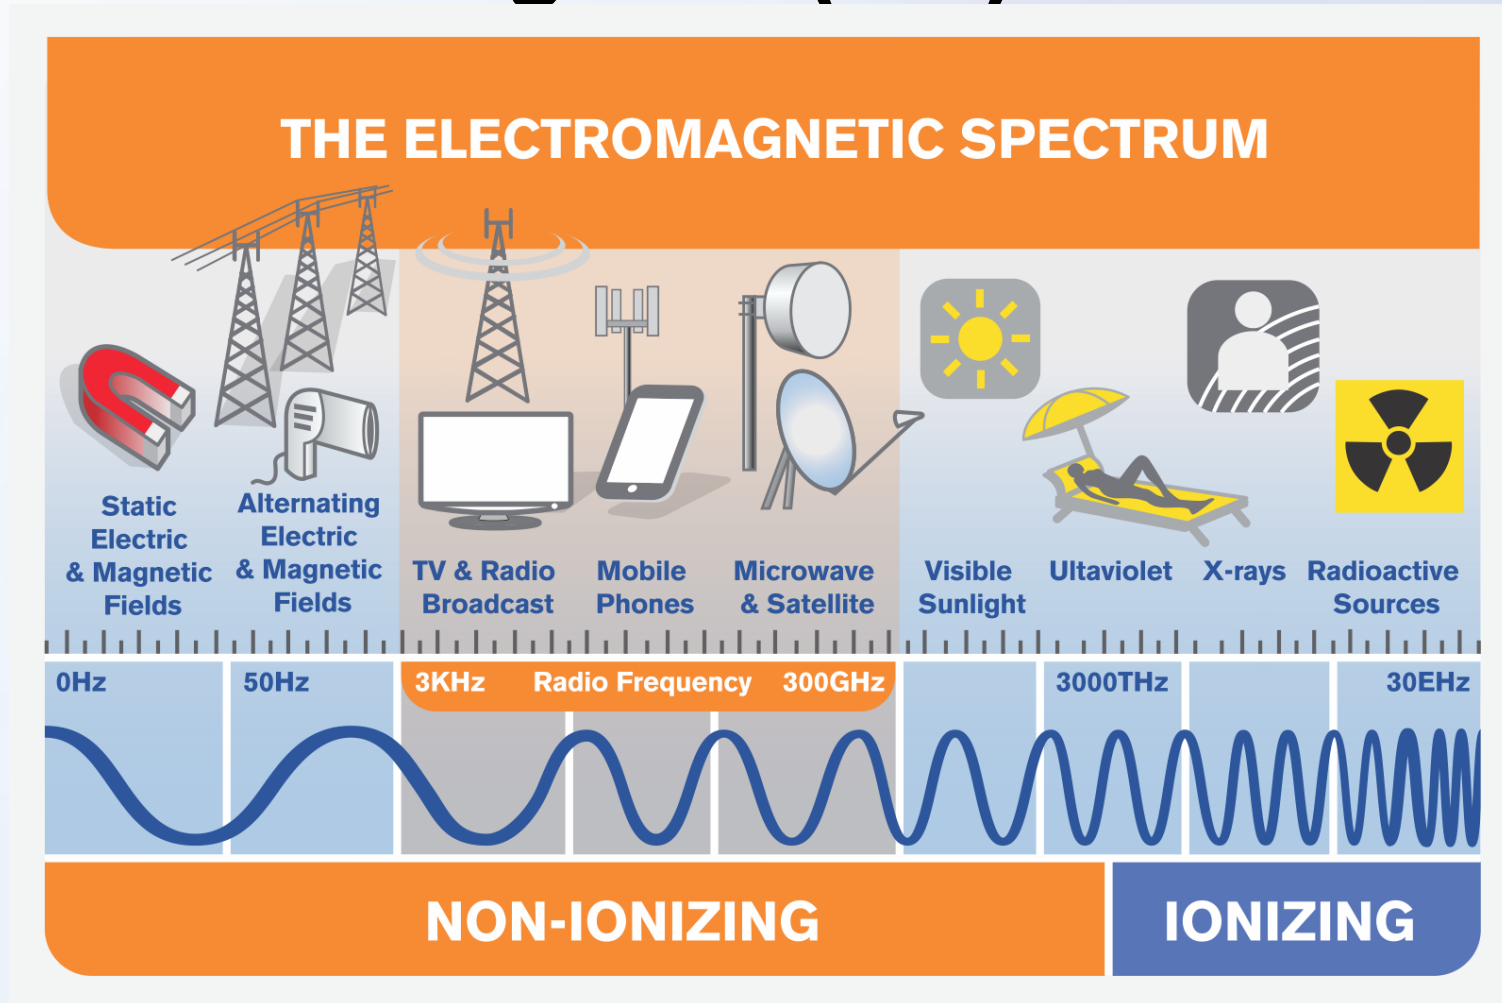 THE ELECTROMAGNETIC SPECTRUM
Static
Electric
& Magnetic
Fields
Alternating
Electric
& Magnetic
Fields
TV & Radio
Broadcast
Mobile
Phones
Microwave
& Satellite
Visible
Sunlight
Ultaviolet
X-rays
Radioactive
Sources
0Hz
50Hz
3KHz
Radio Frequency
300GHz
3000THz
30EHz
NON-IONIZING
IONIZING